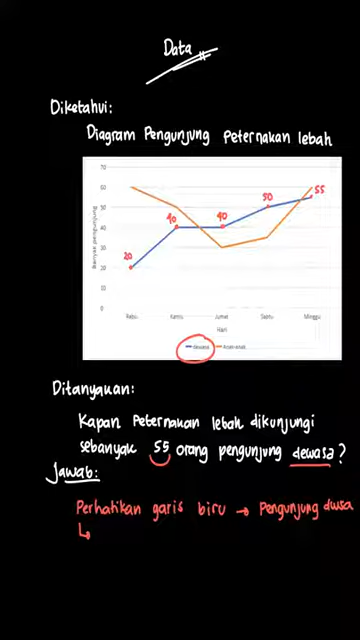 Data
Diketahui:
Diagram Pengunjung Peternakan lebah
70
60
50
40
30
20
10
0
Banyak pengunjung
20
40
40
50
55
Rabu
Kamis
Jumat
Sabtu
Minggu
Hari
Dewasa
Anak-anak
Ditanyakan:
Kapan Peternakan lebah dikunjungi
sebanyak 55 orang pengunjung dewasa?
Jawab:
Perhatikan garis biru → Pengunjung dwsa
↳